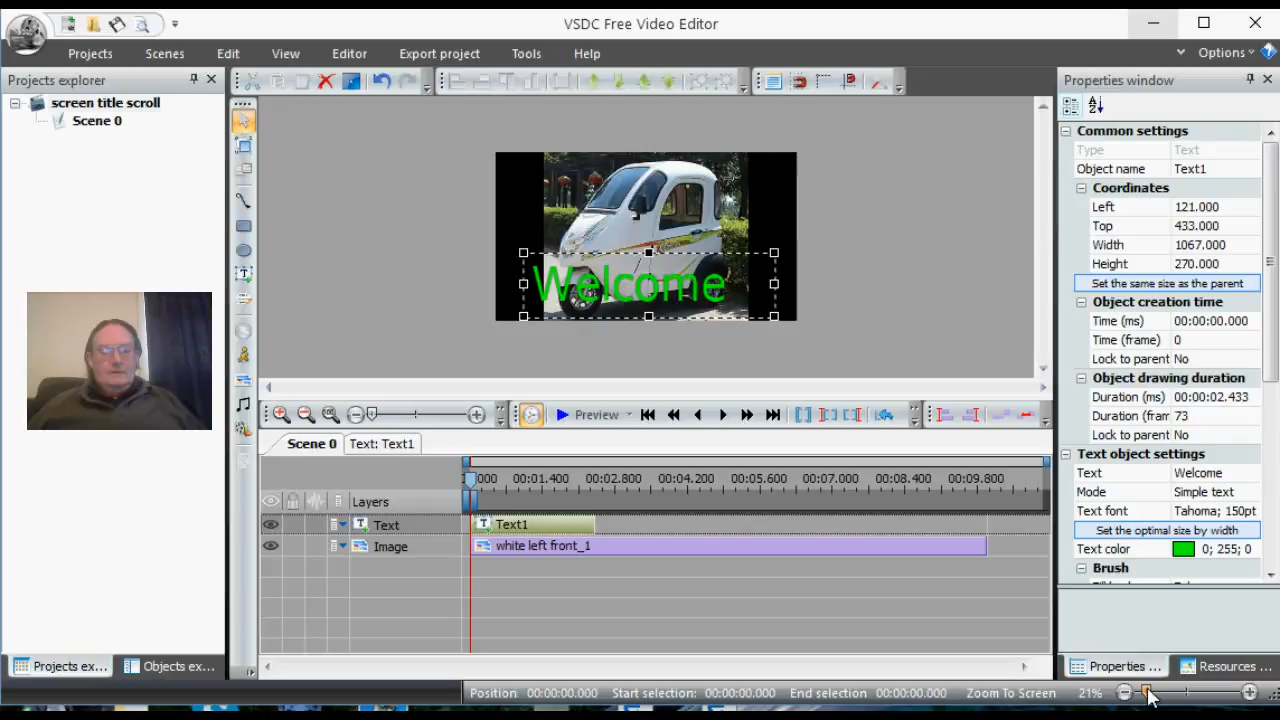 VSDC Free Video Editor
Projects Scenes Edit View Editor Export project Tools Help Options
Projects explorer
screen title scroll
Scene 0
Projects ex... Objects ex...
Welcome
Preview
Scene 0 Text: Text1
000 00:01.400 00:02.800 00:04.200 00:05.600 00:07.000 00:08.400 00:09.800
Layers
Text Text1
Image white left front_1
Properties window
Common settings
Type Text
Object name Text1
Coordinates
Left 121.000
Top 433.000
Width 1067.000
Height 270.000
Set the same size as the parent
Object creation time
Time (ms) 00:00:00.000
Time (frame) 0
Lock to parent No
Object drawing duration
Duration (ms) 00:00:02.433
Duration (fram 73
Lock to parent No
Text object settings
Text Welcome
Mode Simple text
Text font Tahoma; 150pt
Set the optimal size by width
Text color 0; 255; 0
Brush
Properties ... Resources ...
Position: 00:00:00.000 Start selection: 00:00:00.000 End selection: 00:00:00.000 Zoom To Screen 21%